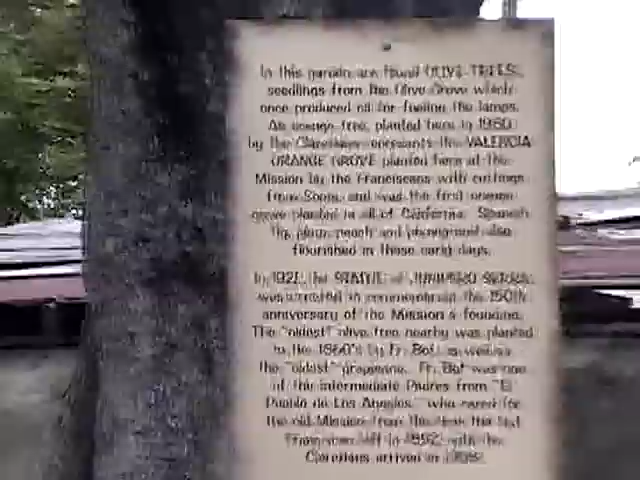 In this garden are found OLIVE TREES,
seedlings from the Olive Grove which
once produced oil for fueling the lamps.
An orange tree, planted here in 1960
by the Claretians represents the VALENCIA
ORANGE GROVE planted here at the
Mission by the Franciscans with cuttings
from Spain, and was the first orange
grove planted in all of California. Spanish
fig, plum, peach and also
flourished in those early days.
In 1921, the STATUE of JUNIPERO SERRA
was erected to commemorate the 150th
anniversary of the Mission's founding.
The "oldest" olive tree nearby was planted
in the 1860's by Fr. Bot, as well as
the "oldest" grapevine. Fr. Bot was one
of the intermediate Padres from "El
Pueblo de Los Angeles" who cared for
the old Mission from the time the last
Franciscan left in 1852 until the
Claretians arrived in 1908.